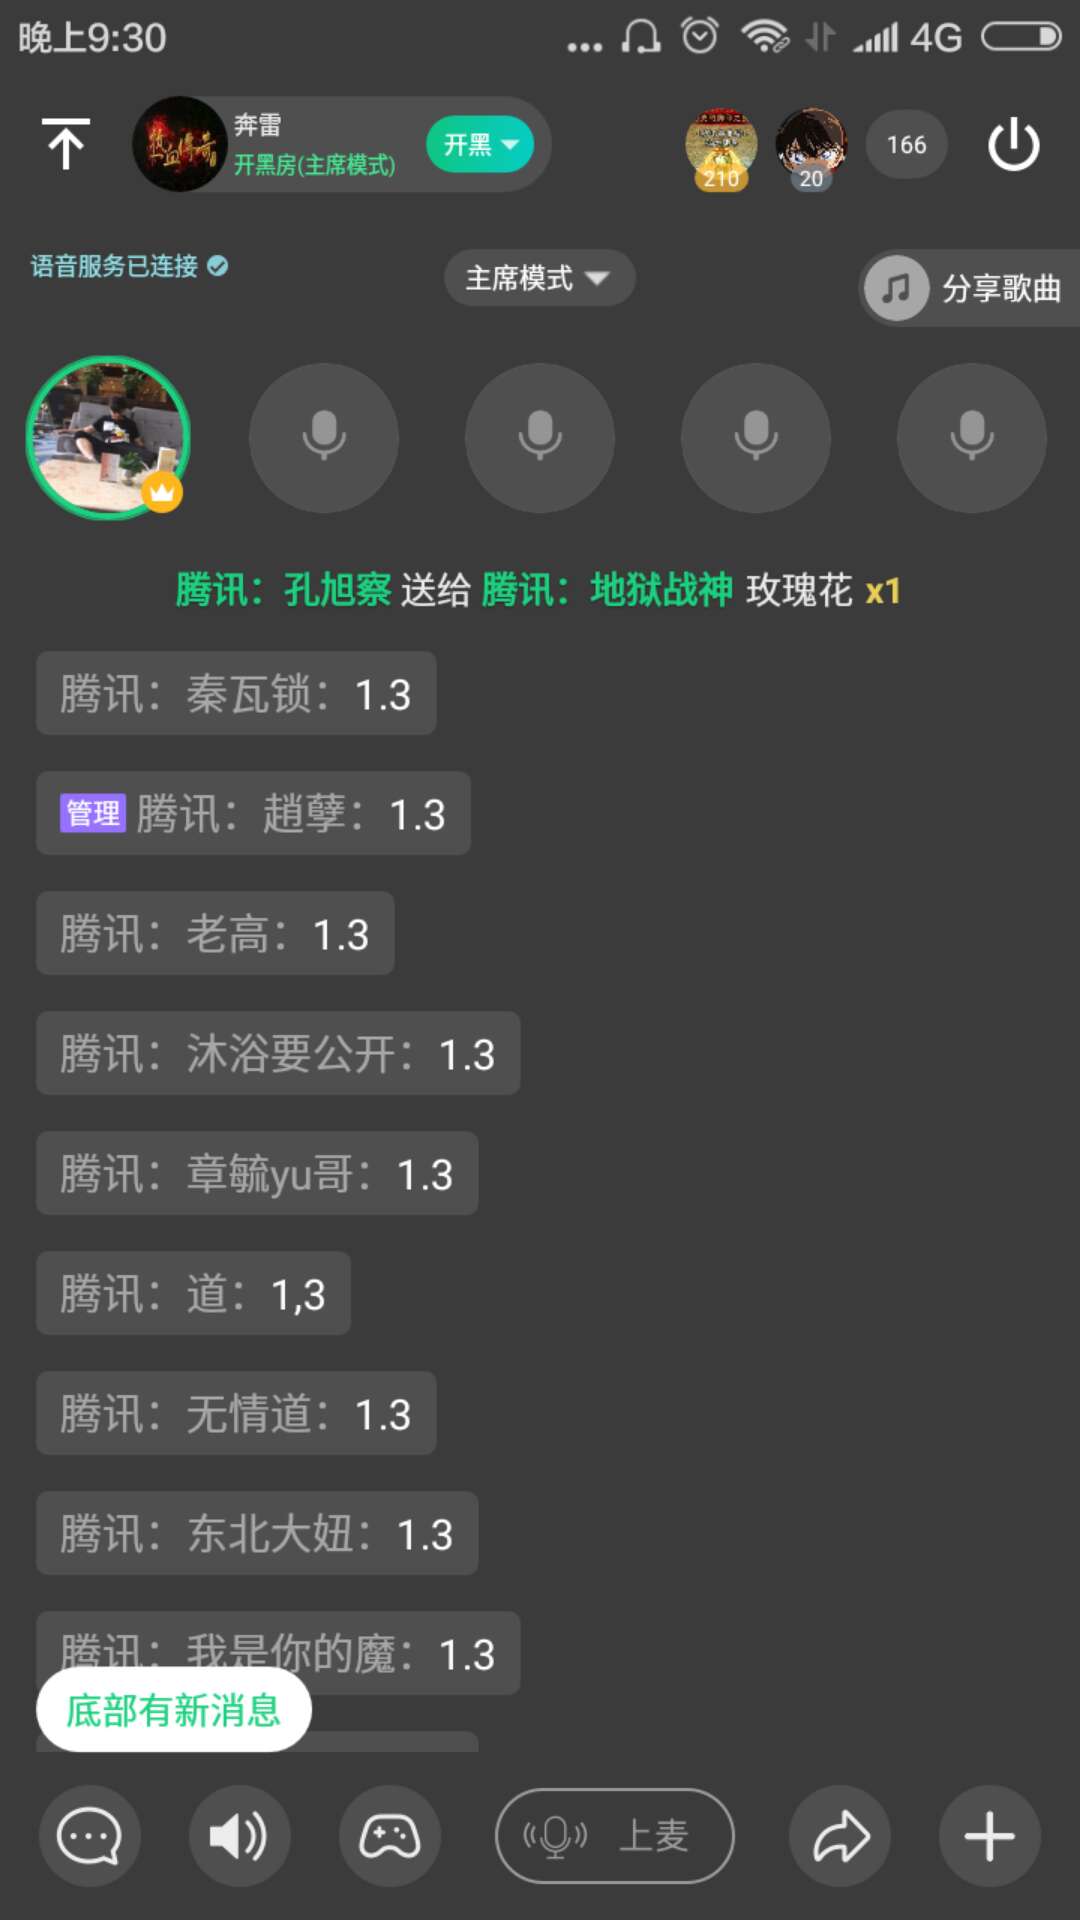 晚上9:30
4G
奔雷
开黑房(主席模式)
开黑
热血传奇
210
20
166
语音服务已连接
主席模式
分享歌曲
腾讯：孔旭察 送给 腾讯：地狱战神 玫瑰花 x1
腾讯：秦瓦锁：1.3
管理 腾讯：趙孽：1.3
腾讯：老高：1.3
腾讯：沐浴要公开：1.3
腾讯：章毓yu哥：1.3
腾讯：道：1,3
腾讯：无情道：1.3
腾讯：东北大妞：1.3
腾讯：我是你的魔：1.3
底部有新消息
上麦